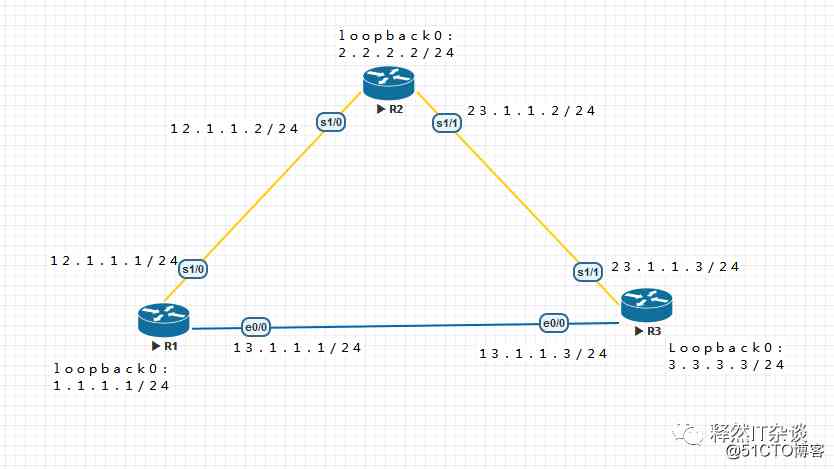 loopback0:
2.2.2.2/24
R2
12.1.1.2/24
s1/0
s1/1
23.1.1.2/24
12.1.1.1/24
s1/0
s1/1
23.1.1.3/24
R1
e0/0
e0/0
R3
13.1.1.1/24
13.1.1.3/24
loopback0:
1.1.1.1/24
Loopback0:
3.3.3.3/24
释然IT杂谈
@51CTO博客